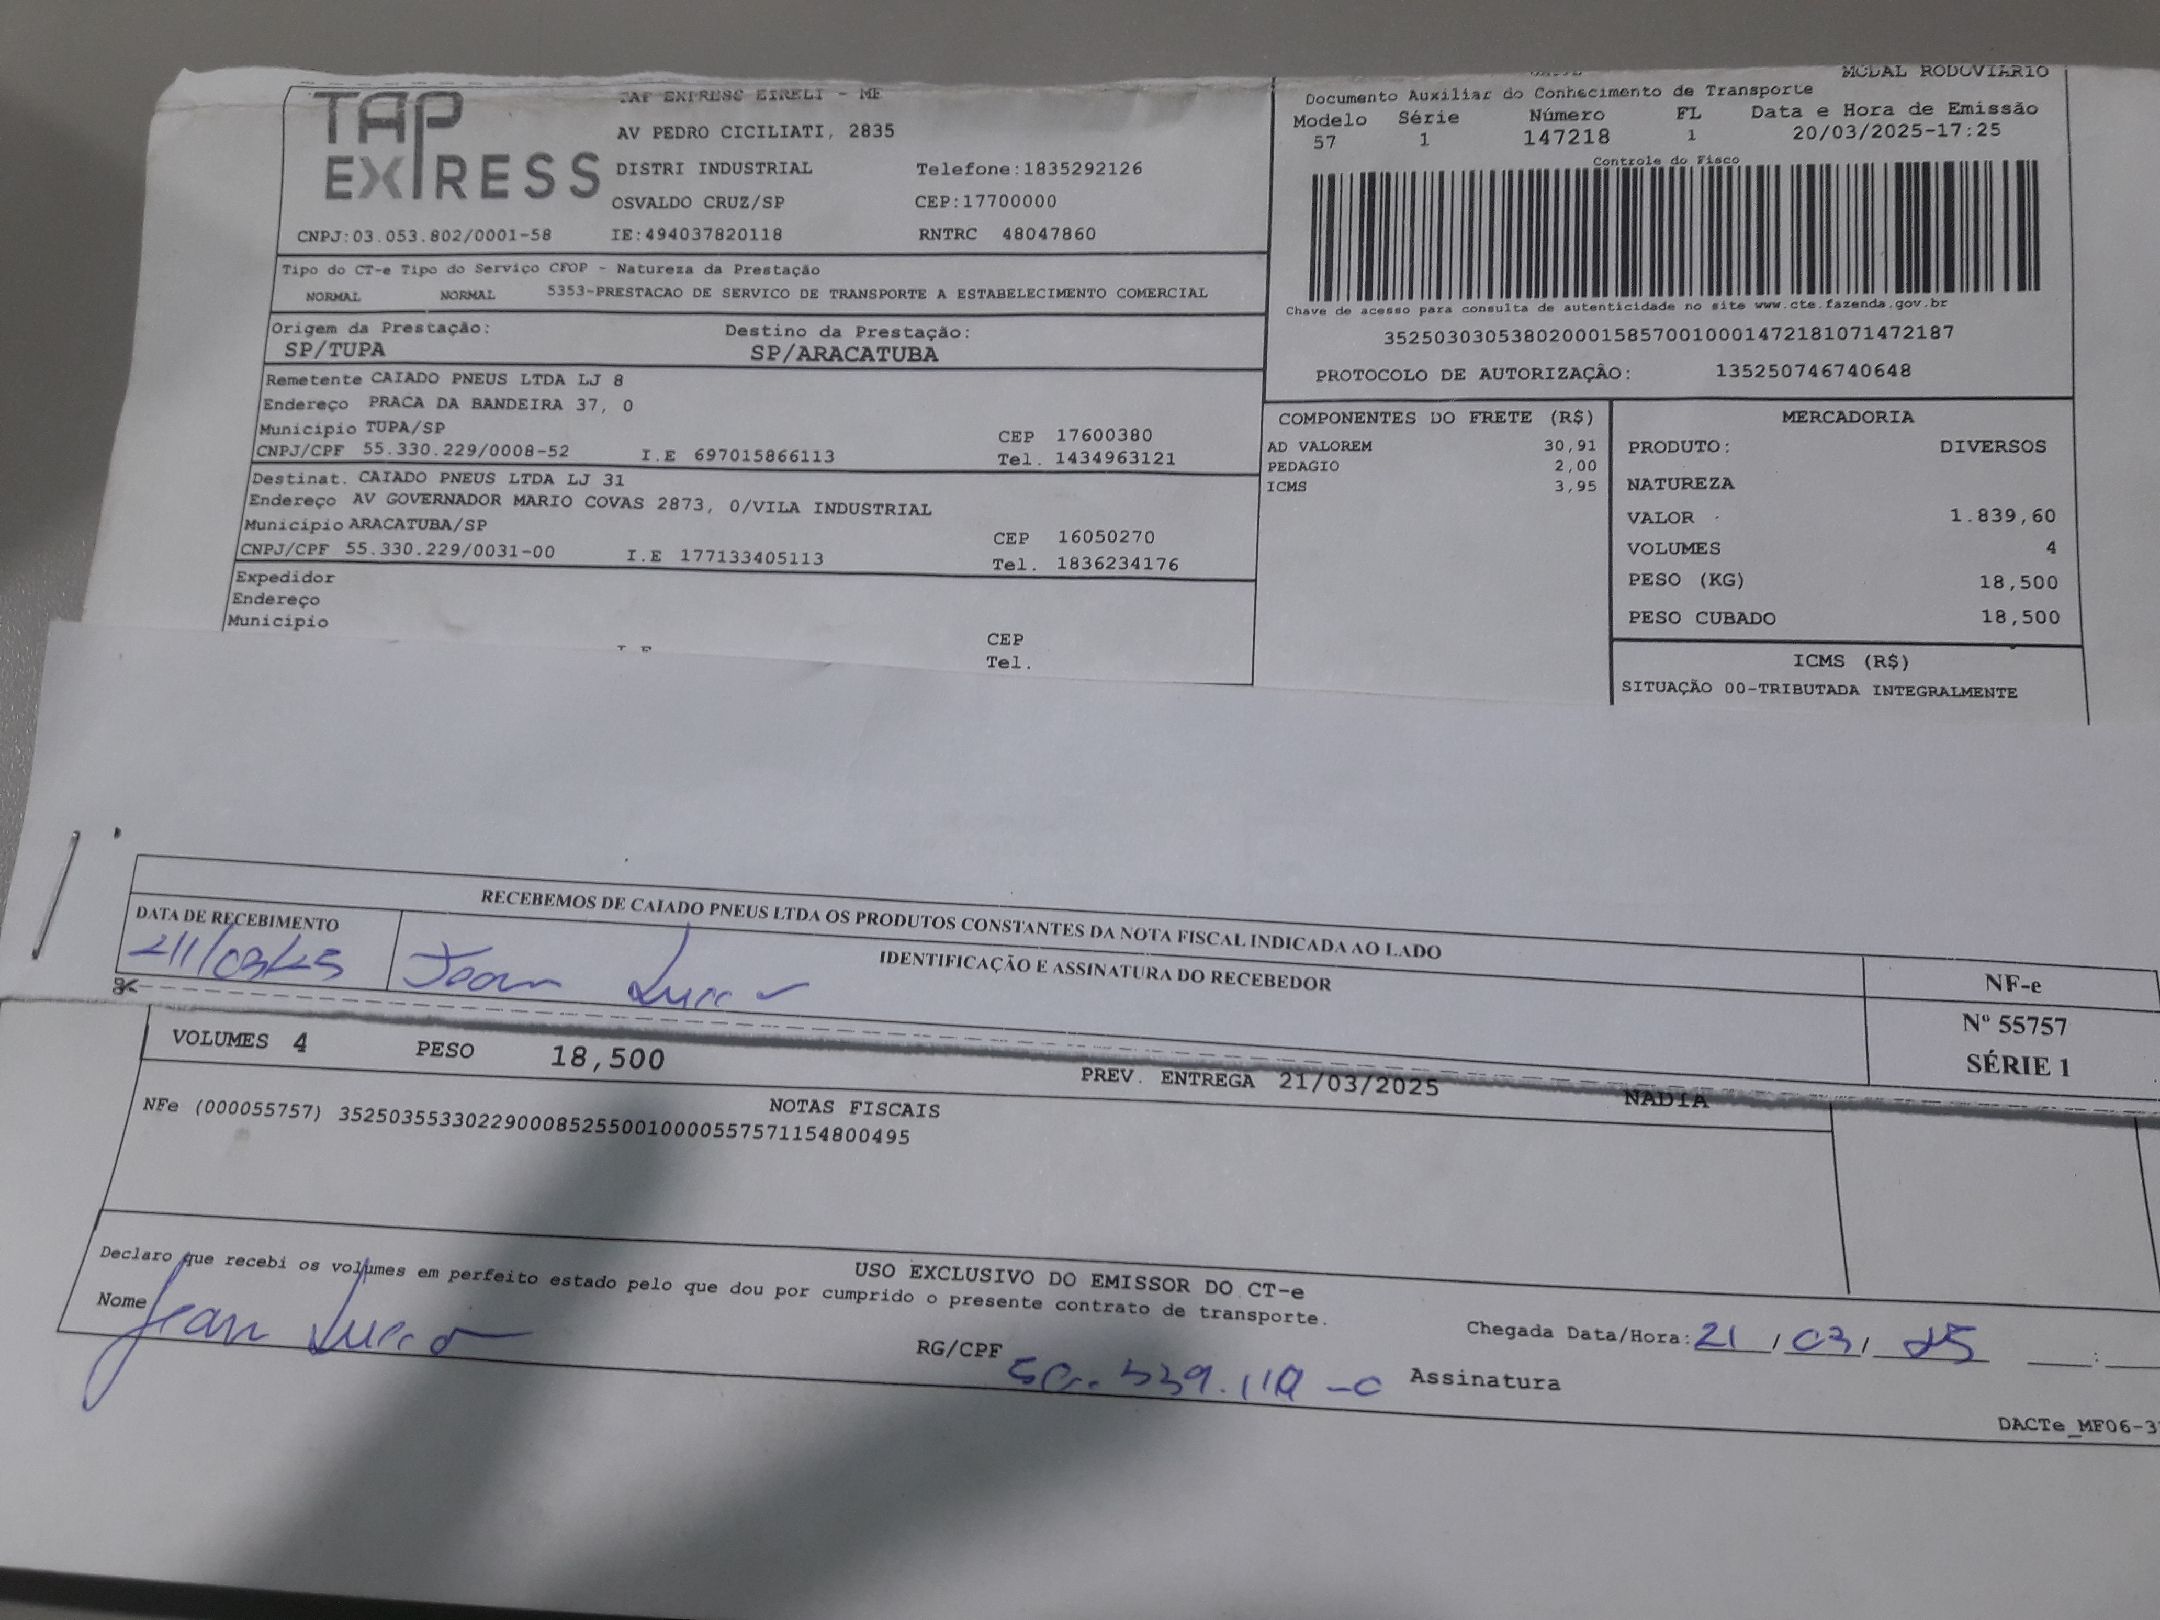 TAP EXPRESS
TAP EXPRESS EIRELI - ME
AV PEDRO CICILIATI, 2835
DISTRI INDUSTRIAL Telefone:1835292126
OSVALDO CRUZ/SP CEP:17700000
CNPJ:03.053.802/0001-58 IE:494037820118 RNTRC 48047860
MODAL RODOVIÁRIO
Documento Auxiliar do Conhecimento de Transporte
Modelo Série Número FL Data e Hora de Emissão
57 1 147218 1 20/03/2025-17:25
Controle do Fisco
Chave de acesso para consulta de autenticidade no site www.cte.fazenda.gov.br
35250303053802000158570010001472181071472187
PROTOCOLO DE AUTORIZAÇÃO: 135250746740648
Tipo do CT-e Tipo do Serviço CFOP - Natureza da Prestação
NORMAL NORMAL 5353-PRESTACAO DE SERVICO DE TRANSPORTE A ESTABELECIMENTO COMERCIAL
Origem da Prestação: Destino da Prestação:
SP/TUPA SP/ARACATUBA
Remetente CAIADO PNEUS LTDA LJ 8
Endereço PRACA DA BANDEIRA 37, 0
Municipio TUPA/SP CEP 17600380
CNPJ/CPF 55.330.229/0008-52 I.E 697015866113 Tel. 1434963121
Destinat. CAIADO PNEUS LTDA LJ 31
Endereço AV GOVERNADOR MARIO COVAS 2873, 0/VILA INDUSTRIAL
Municipio ARACATUBA/SP CEP 16050270
CNPJ/CPF 55.330.229/0031-00 I.E 177133405113 Tel. 1836234176
Expedidor
Endereço
Municipio CEP
Tel.
COMPONENTES DO FRETE (R$)
AD VALOREM 30,91
PEDAGIO 2,00
ICMS 3,95
MERCADORIA
PRODUTO: DIVERSOS
NATUREZA
VALOR 1.839,60
VOLUMES 4
PESO (KG) 18,500
PESO CUBADO 18,500
ICMS (R$)
SITUAÇÃO 00-TRIBUTADA INTEGRALMENTE
RECEBEMOS DE CAIADO PNEUS LTDA OS PRODUTOS CONSTANTES DA NOTA FISCAL INDICADA AO LADO
DATA DE RECEBIMENTO IDENTIFICAÇÃO E ASSINATURA DO RECEBEDOR
21/03/25 Jean Lucca
NF-e
Nº 55757
SÉRIE 1
VOLUMES 4 PESO 18,500 PREV. ENTREGA 21/03/2025 NADIA
NOTAS FISCAIS
NFe (000055757) 35250355330229000852550010000557571154800495
USO EXCLUSIVO DO EMISSOR DO CT-e
Declaro que recebi os volumes em perfeito estado pelo que dou por cumprido o presente contrato de transporte.
Nome Jean Lucca RG/CPF Assinatura
Chegada Data/Hora: 21/03/25 :
DACTe_MF06-3